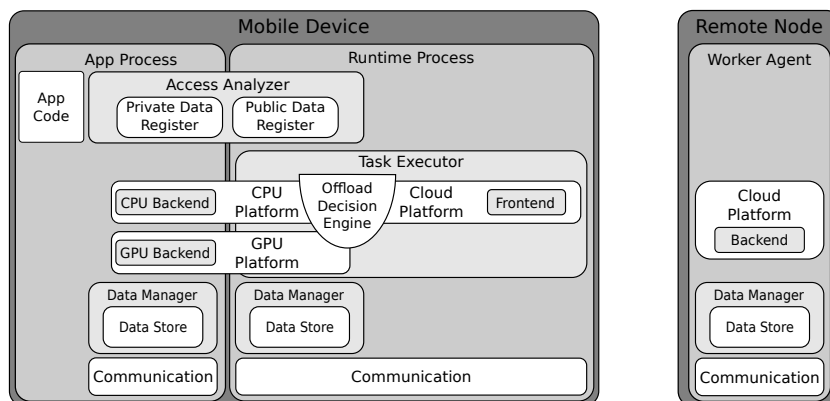 Mobile Device
App Process
Runtime Process
App
Code
Access Analyzer
Private Data
Register
Public Data
Register
Task Executor
CPU Backend
CPU
Platform
Offload
Decision
Engine
Cloud
Platform
Frontend
GPU Backend
GPU
Platform
Data Manager
Data Store
Data Manager
Data Store
Communication
Communication
Remote Node
Worker Agent
Cloud
Platform
Backend
Data Manager
Data Store
Communication